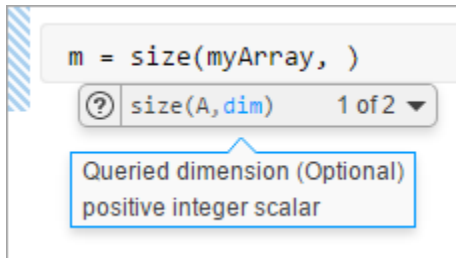 m = size(myArray, )
? size(A,dim) 1 of 2
Queried dimension (Optional)
positive integer scalar